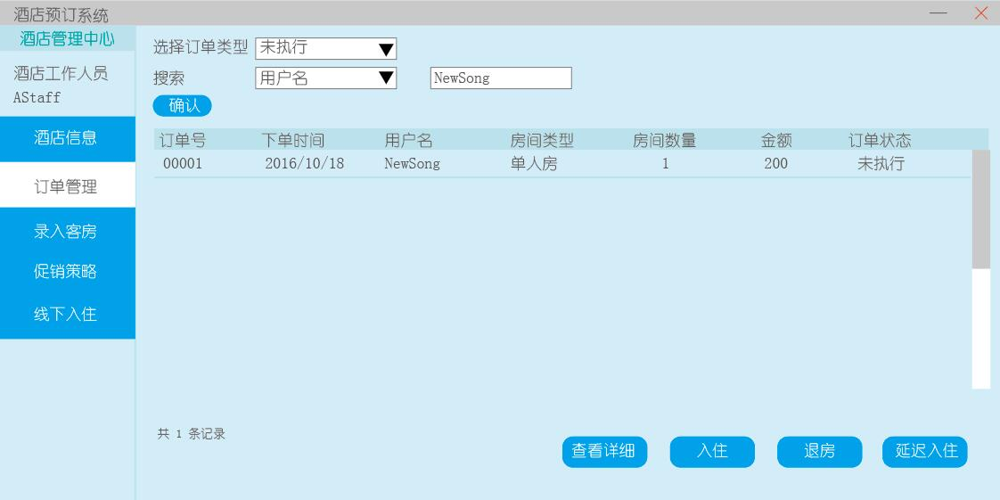 酒店预订系统
酒店管理中心
酒店工作人员
AStaff
酒店信息
订单管理
录入客房
促销策略
线下入住
选择订单类型 未执行
搜索 用户名 NewSong
确认
订单号 下单时间 用户名 房间类型 房间数量 金额 订单状态
00001 2016/10/18 NewSong 单人房 1 200 未执行
共 1 条记录
查看详细 入住 退房 延迟入住